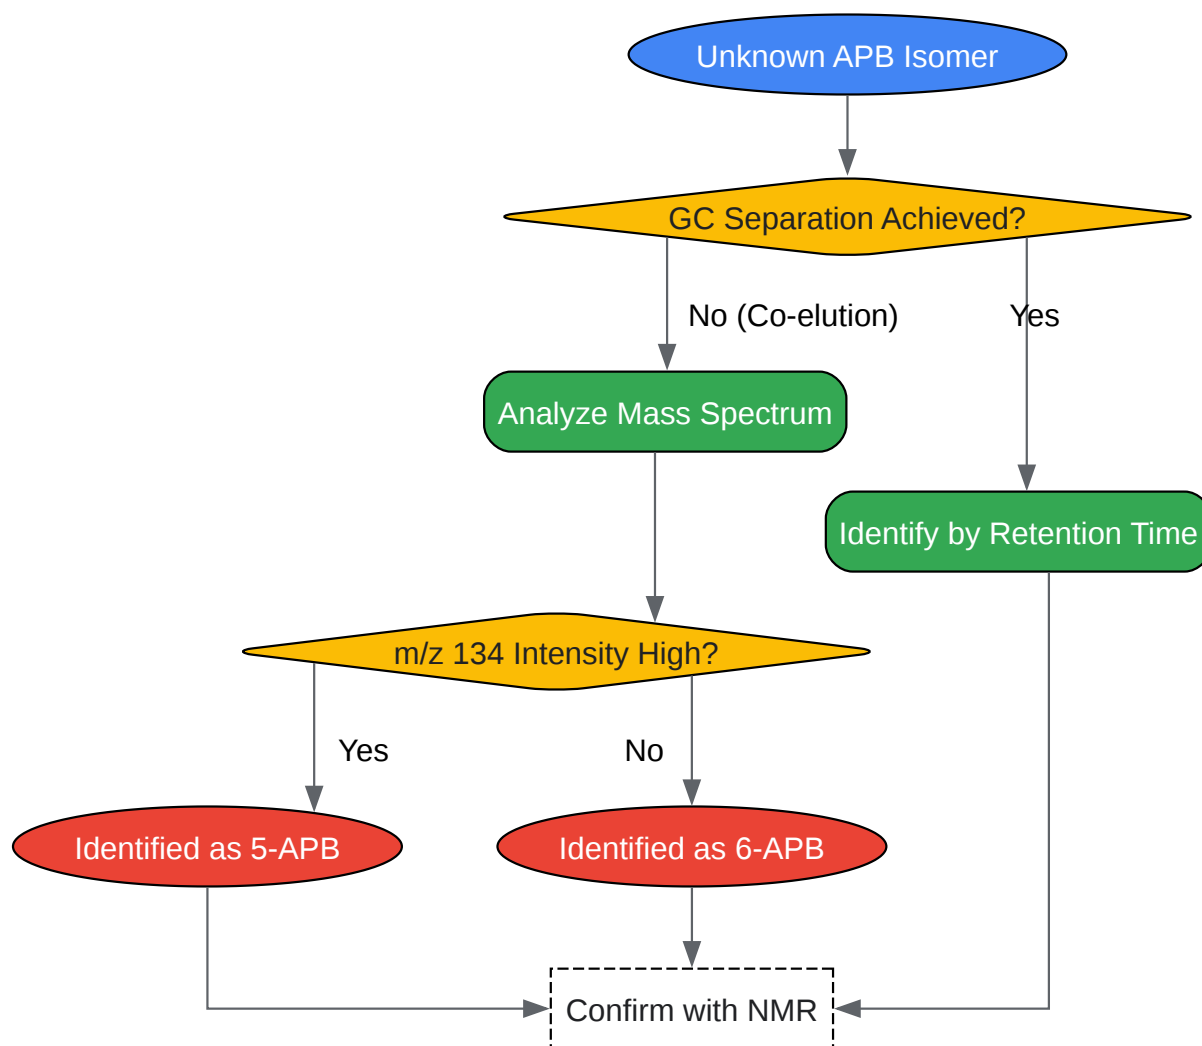 Unknown APB Isomer
GC Separation Achieved?
No (Co-elution)
Yes
Analyze Mass Spectrum
Identify by Retention Time
m/z 134 Intensity High?
Yes
No
Identified as 5-APB
Identified as 6-APB
Confirm with NMR